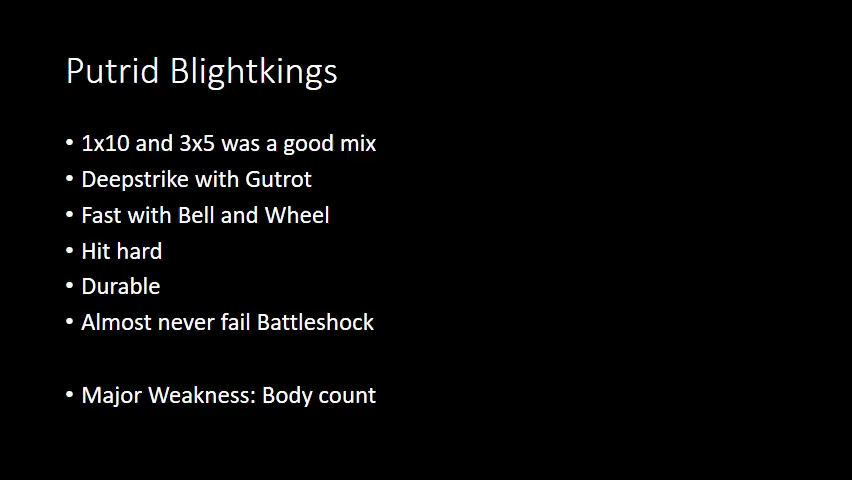 Putrid Blightkings
• 1x10 and 3x5 was a good mix
• Deepstrike with Gutrot
• Fast with Bell and Wheel
• Hit hard
• Durable
• Almost never fail Battleshock
• Major Weakness: Body count